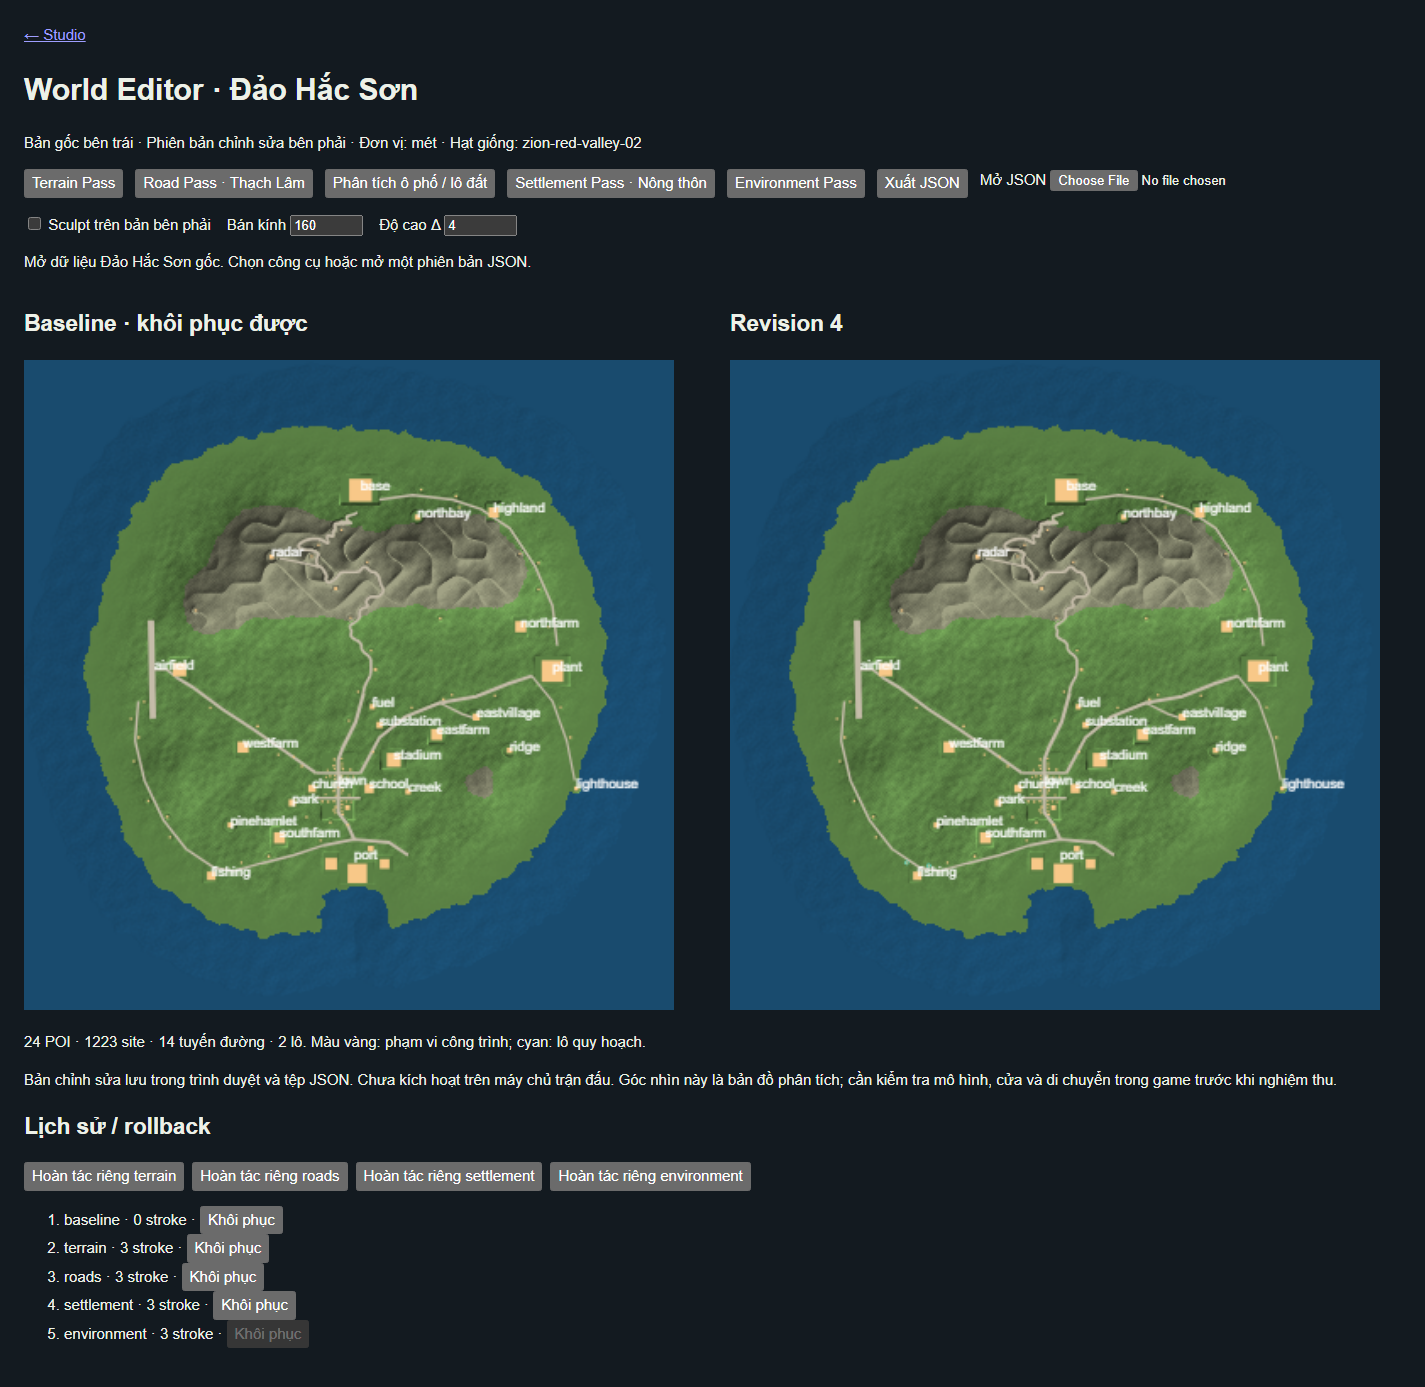 ← Studio
World Editor · Đảo Hắc Sơn
Bản gốc bên trái · Phiên bản chỉnh sửa bên phải · Đơn vị: mét · Hạt giống: zion-red-valley-02
Terrain Pass Road Pass · Thạch Lâm Phân tích ô phố / lô đất Settlement Pass · Nông thôn Environment Pass Xuất JSON Mở JSON Choose File No file chosen
Sculpt trên bản bên phải Bán kính 160 Độ cao Δ 4
Mở dữ liệu Đảo Hắc Sơn gốc. Chọn công cụ hoặc mở một phiên bản JSON.
Baseline · khôi phục được
base
highland
northbay
radar
northfarm
airfield
plant
fuel
eastvillage
substation
eastfarm
westfarm
ridge
stadium
church town school creek
lighthouse
park
pinehamlet
southfarm
port
fishing
Revision 4
base
highland
northbay
radar
northfarm
airfield
plant
fuel
eastvillage
substation
eastfarm
westfarm
ridge
stadium
church town school creek
lighthouse
park
pinehamlet
southfarm
port
fishing
24 POI · 1223 site · 14 tuyến đường · 2 lô. Màu vàng: phạm vi công trình; cyan: lô quy hoạch.
Bản chỉnh sửa lưu trong trình duyệt và tệp JSON. Chưa kích hoạt trên máy chủ trận đấu. Góc nhìn này là bản đồ phân tích; cần kiểm tra mô hình, cửa và di chuyển trong game trước khi nghiệm thu.
Lịch sử / rollback
Hoàn tác riêng terrain Hoàn tác riêng roads Hoàn tác riêng settlement Hoàn tác riêng environment
1. baseline · 0 stroke · Khôi phục
2. terrain · 3 stroke · Khôi phục
3. roads · 3 stroke · Khôi phục
4. settlement · 3 stroke · Khôi phục
5. environment · 3 stroke · Khôi phục